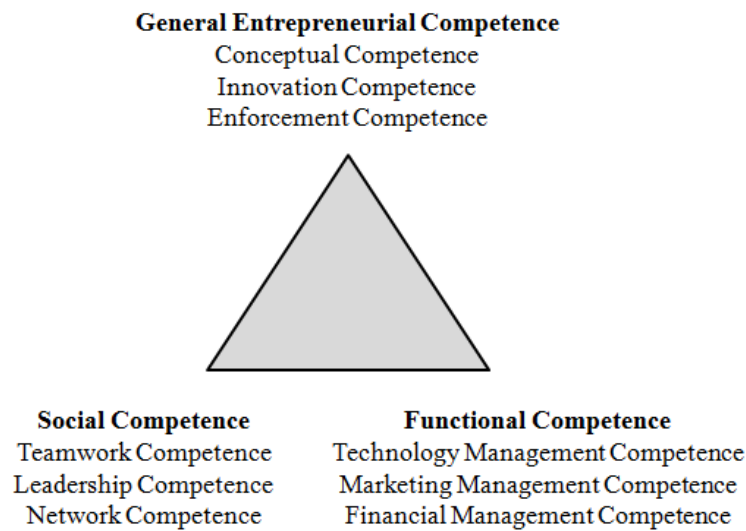 General Entrepreneurial Competence
Conceptual Competence
Innovation Competence
Enforcement Competence
Social Competence
Teamwork Competence
Leadership Competence
Network Competence
Functional Competence
Technology Management Competence
Marketing Management Competence
Financial Management Competence